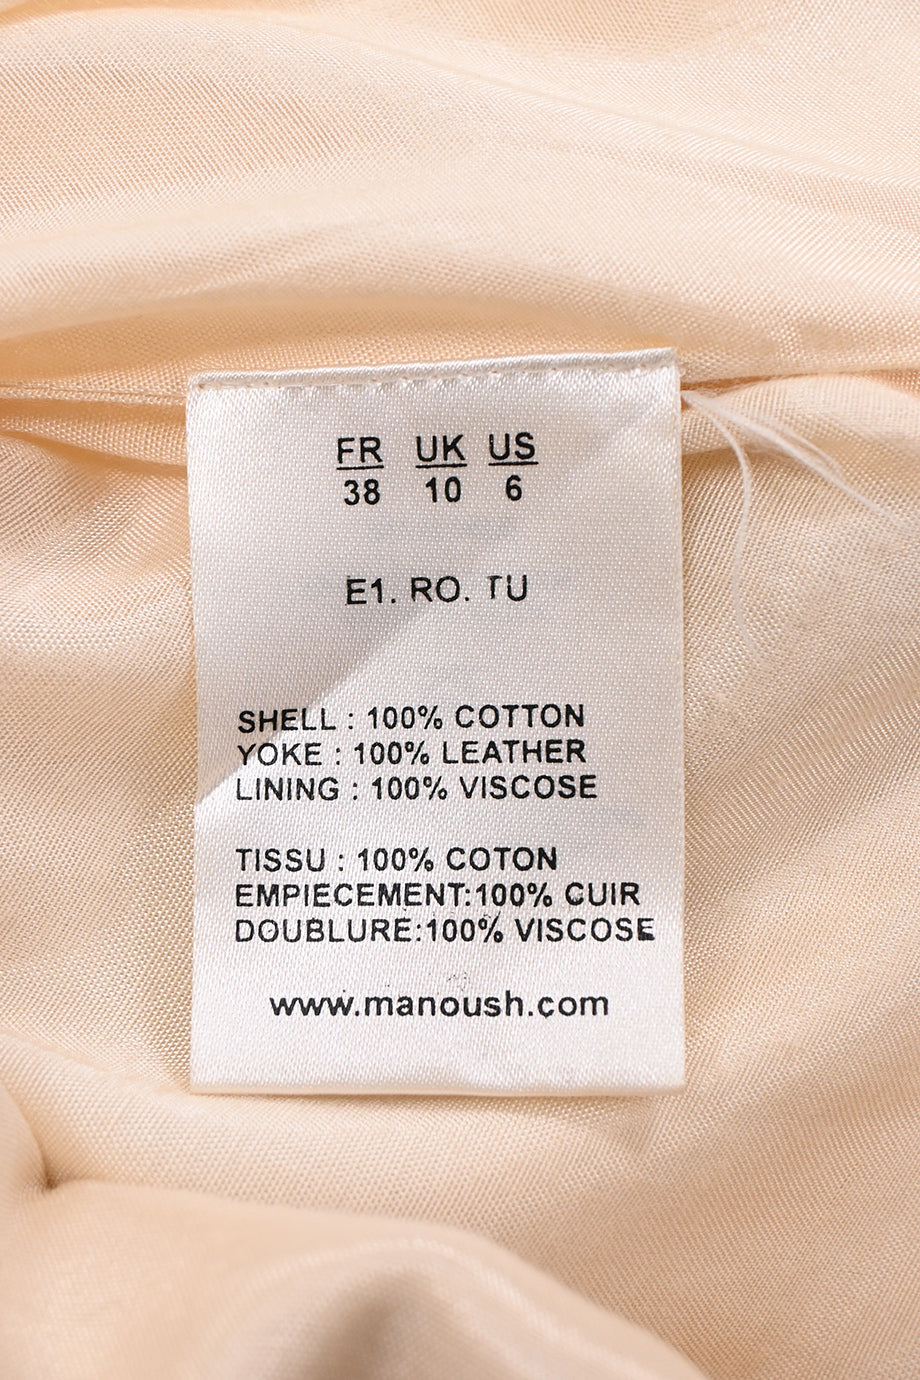 FR UK US
38 10 6
E1. RO. TU
SHELL : 100% COTTON
YOKE : 100% LEATHER
LINING : 100% VISCOSE
TISSU : 100% COTON
EMPIECEMENT:100% CUIR
DOUBLURE:100% VISCOSE
www.manoush.com